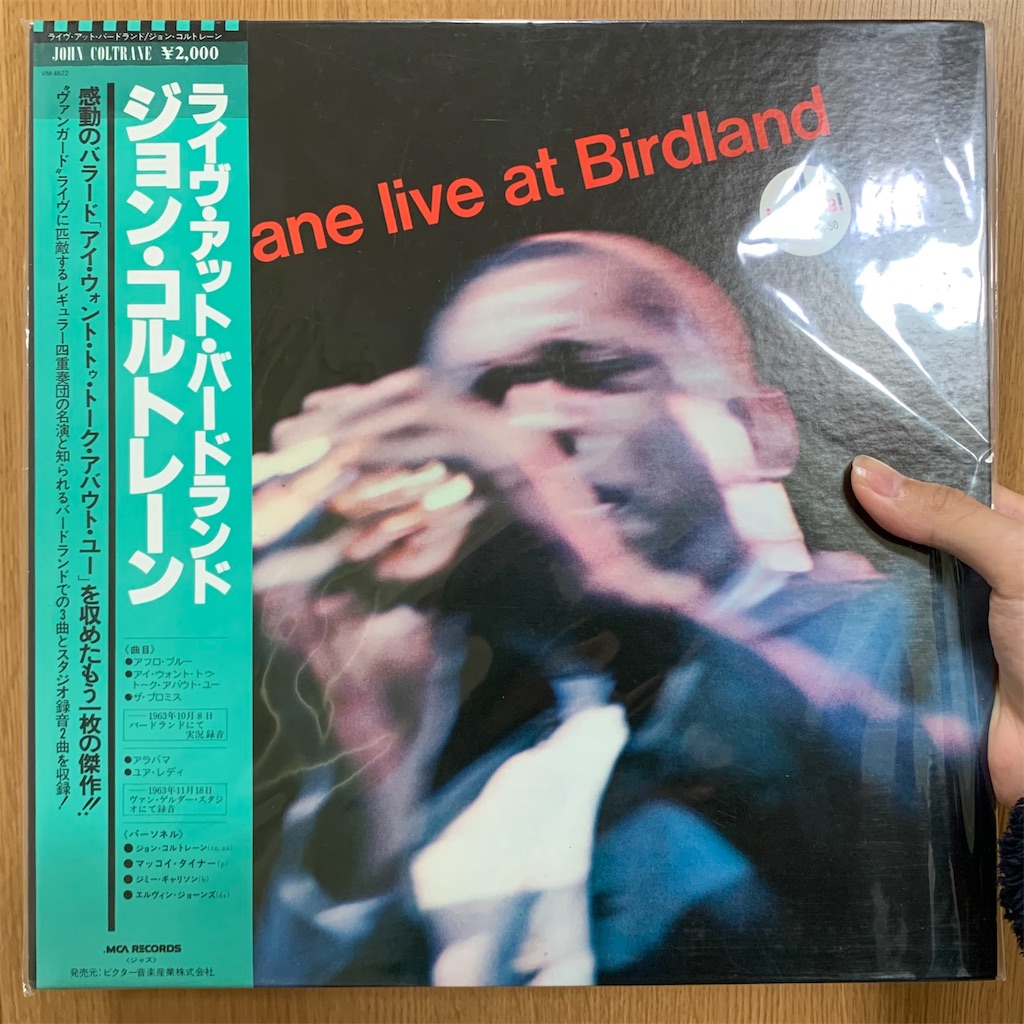 ライヴ・アット・バードランド/ジョン・コルトレーン
JOHN COLTRANE ¥2,000
VIM-4622
ライヴ・アット・バードランド
ジョン・コルトレーン
感動のバラード「アイ・ウォント・トゥ・トーク・アバウト・ユー」を収めたもう一枚の傑作!!
"ヴァンガード"ライヴに匹敵するレギュラー四重奏団の名演と知られるバードランドでの3曲とスタジオ録音2曲を収録!
〈曲目〉
●アフロ・ブルー
●アイ・ウォント・トゥ・
トーク・アバウト・ユー
●ザ・プロミス
——1963年10月8日
バードランドにて
実況録音
●アラバマ
●ユア・レディ
——1963年11月18日
ヴァン・ゲルダー・スタジ
オにて録音
〈パーソネル〉
●ジョン・コルトレーン(ts,ss)
●マッコイ・タイナー(p)
●ジミー・ギャリソン(b)
●エルヴィン・ジョーンズ(ds)
MCA RECORDS
〈ジャズ〉
発売元:ビクター音楽産業株式会社
ane live at Birdland
50